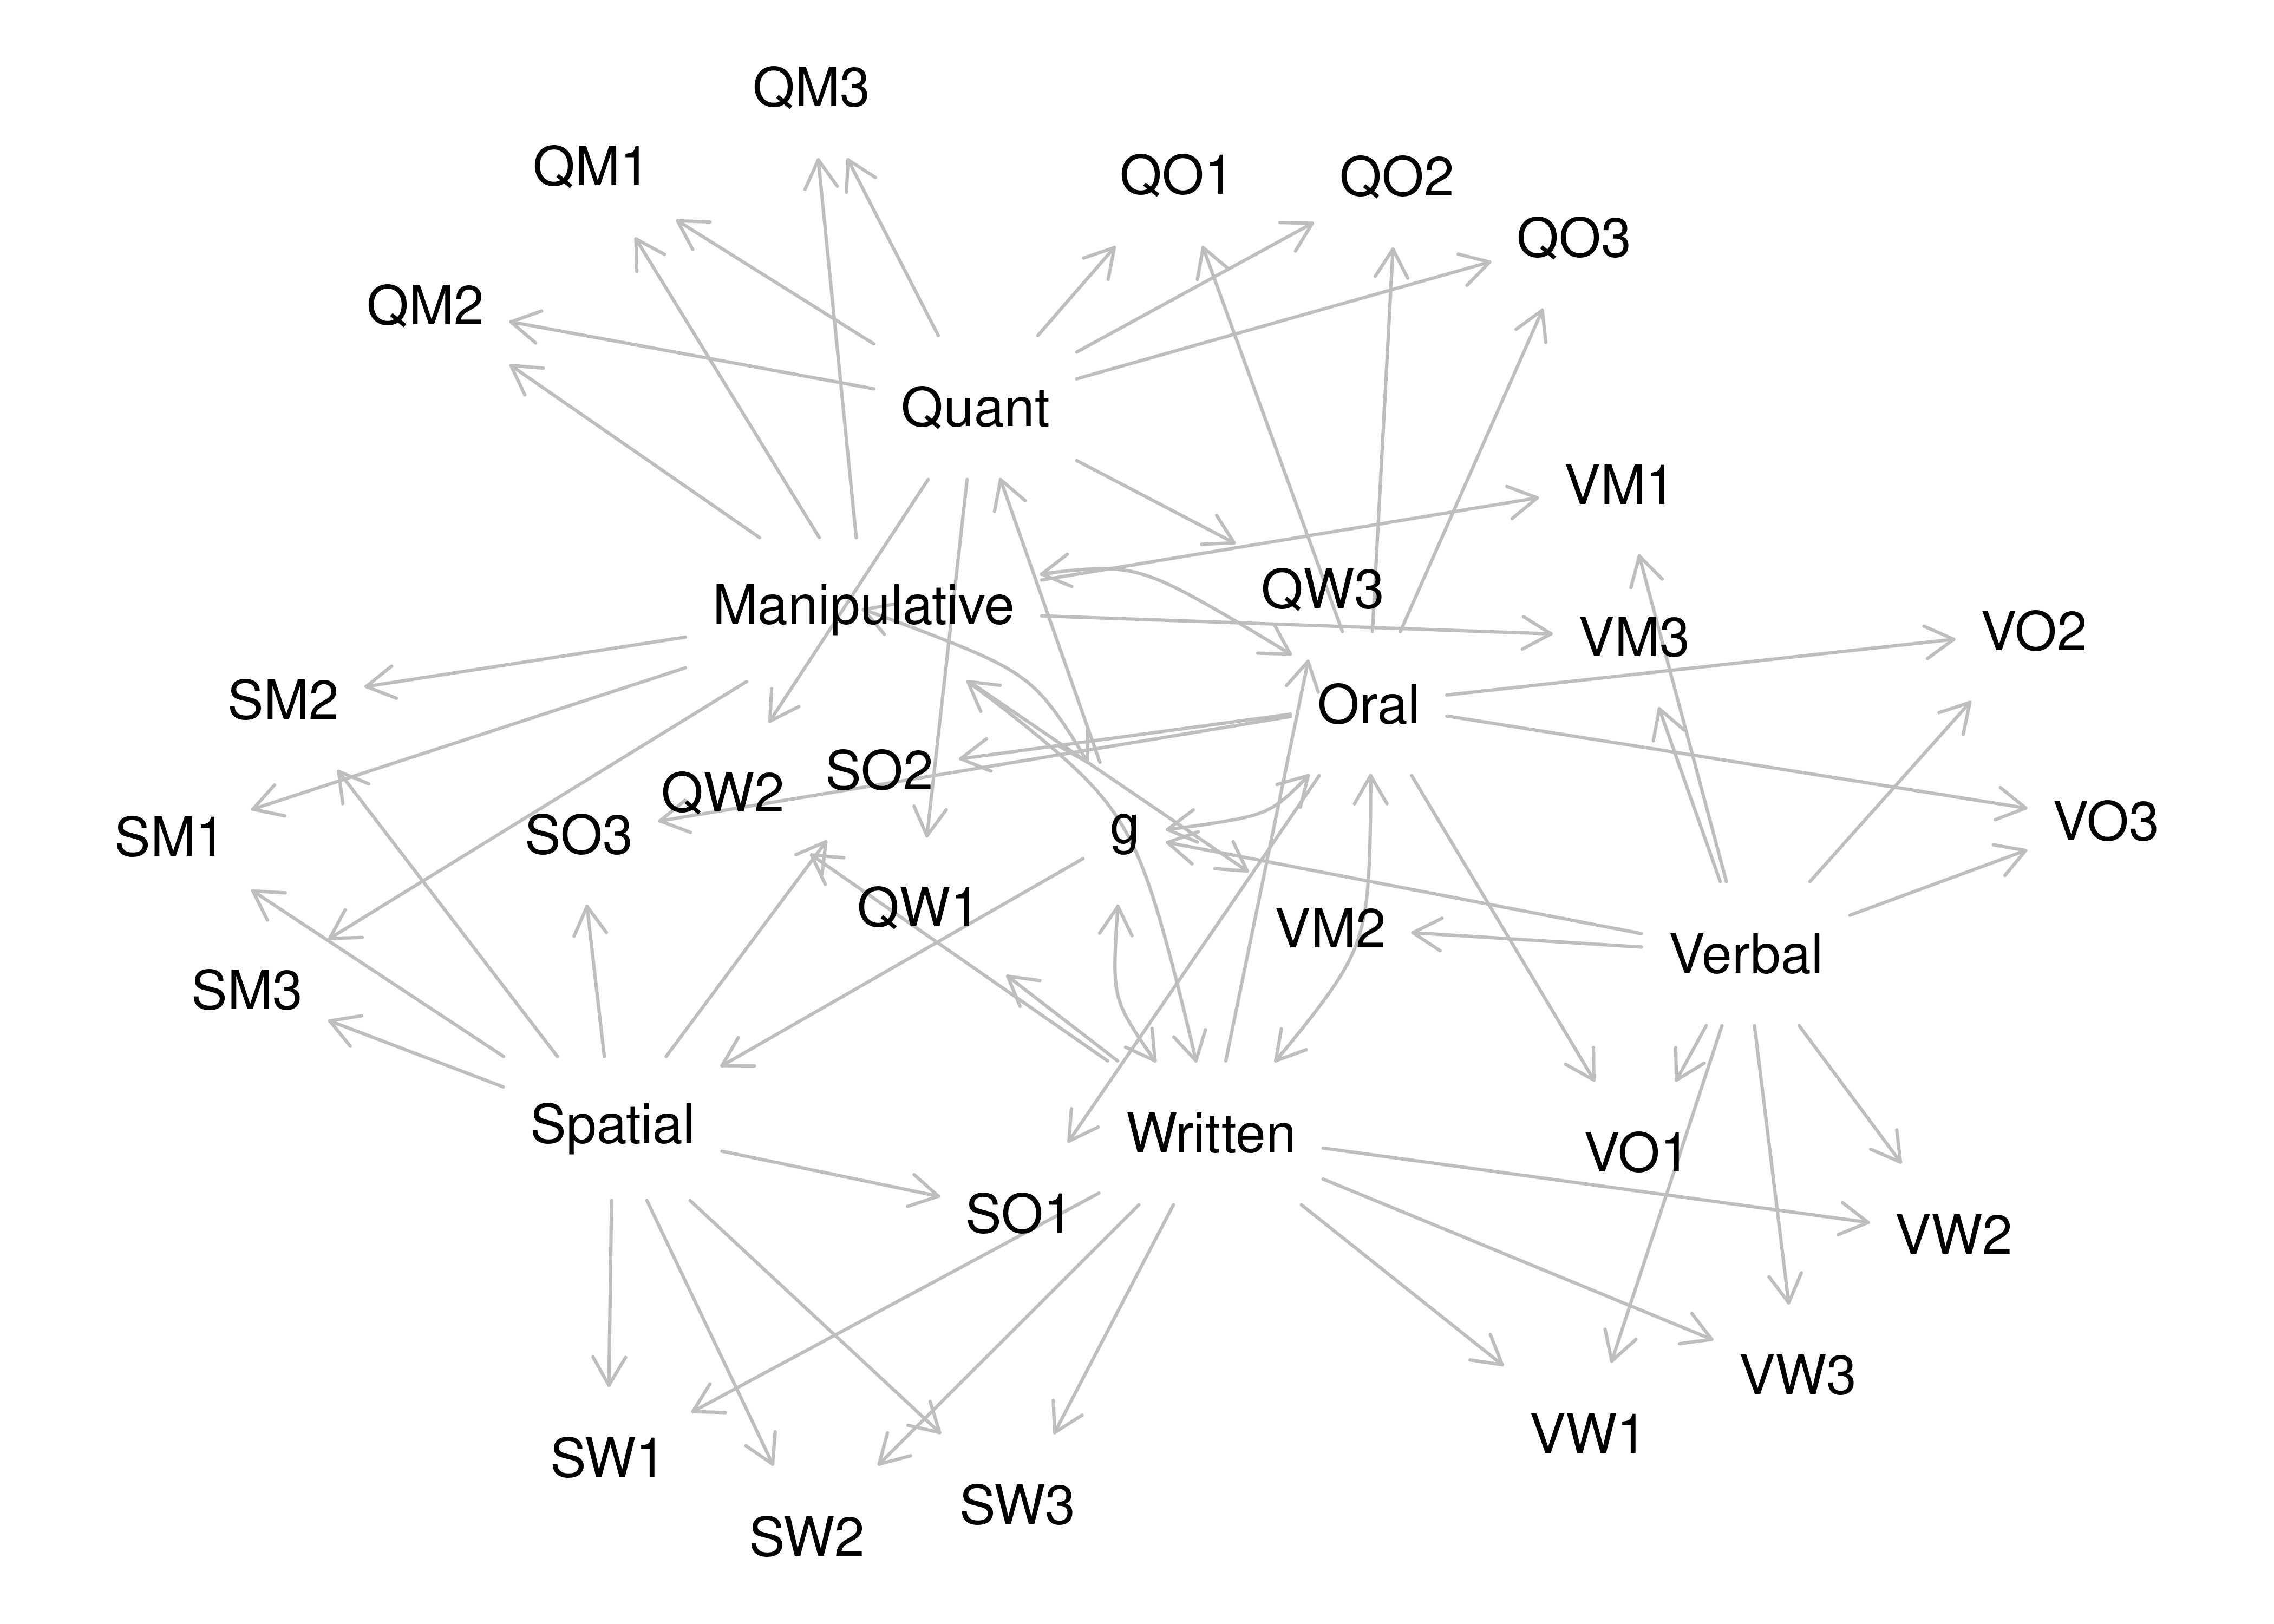 QM3
QM1
QO1
QO2
QO3
QM2
Quant
VM1
QW3
Manipulative
VO2
VM3
SM2
Oral
SO2
QW2
SM1
SO3
g
VO3
QW1
VM2
Verbal
SM3
Spatial
Written
VO1
SO1
VW2
VW3
VW1
SW1
SW3
SW2